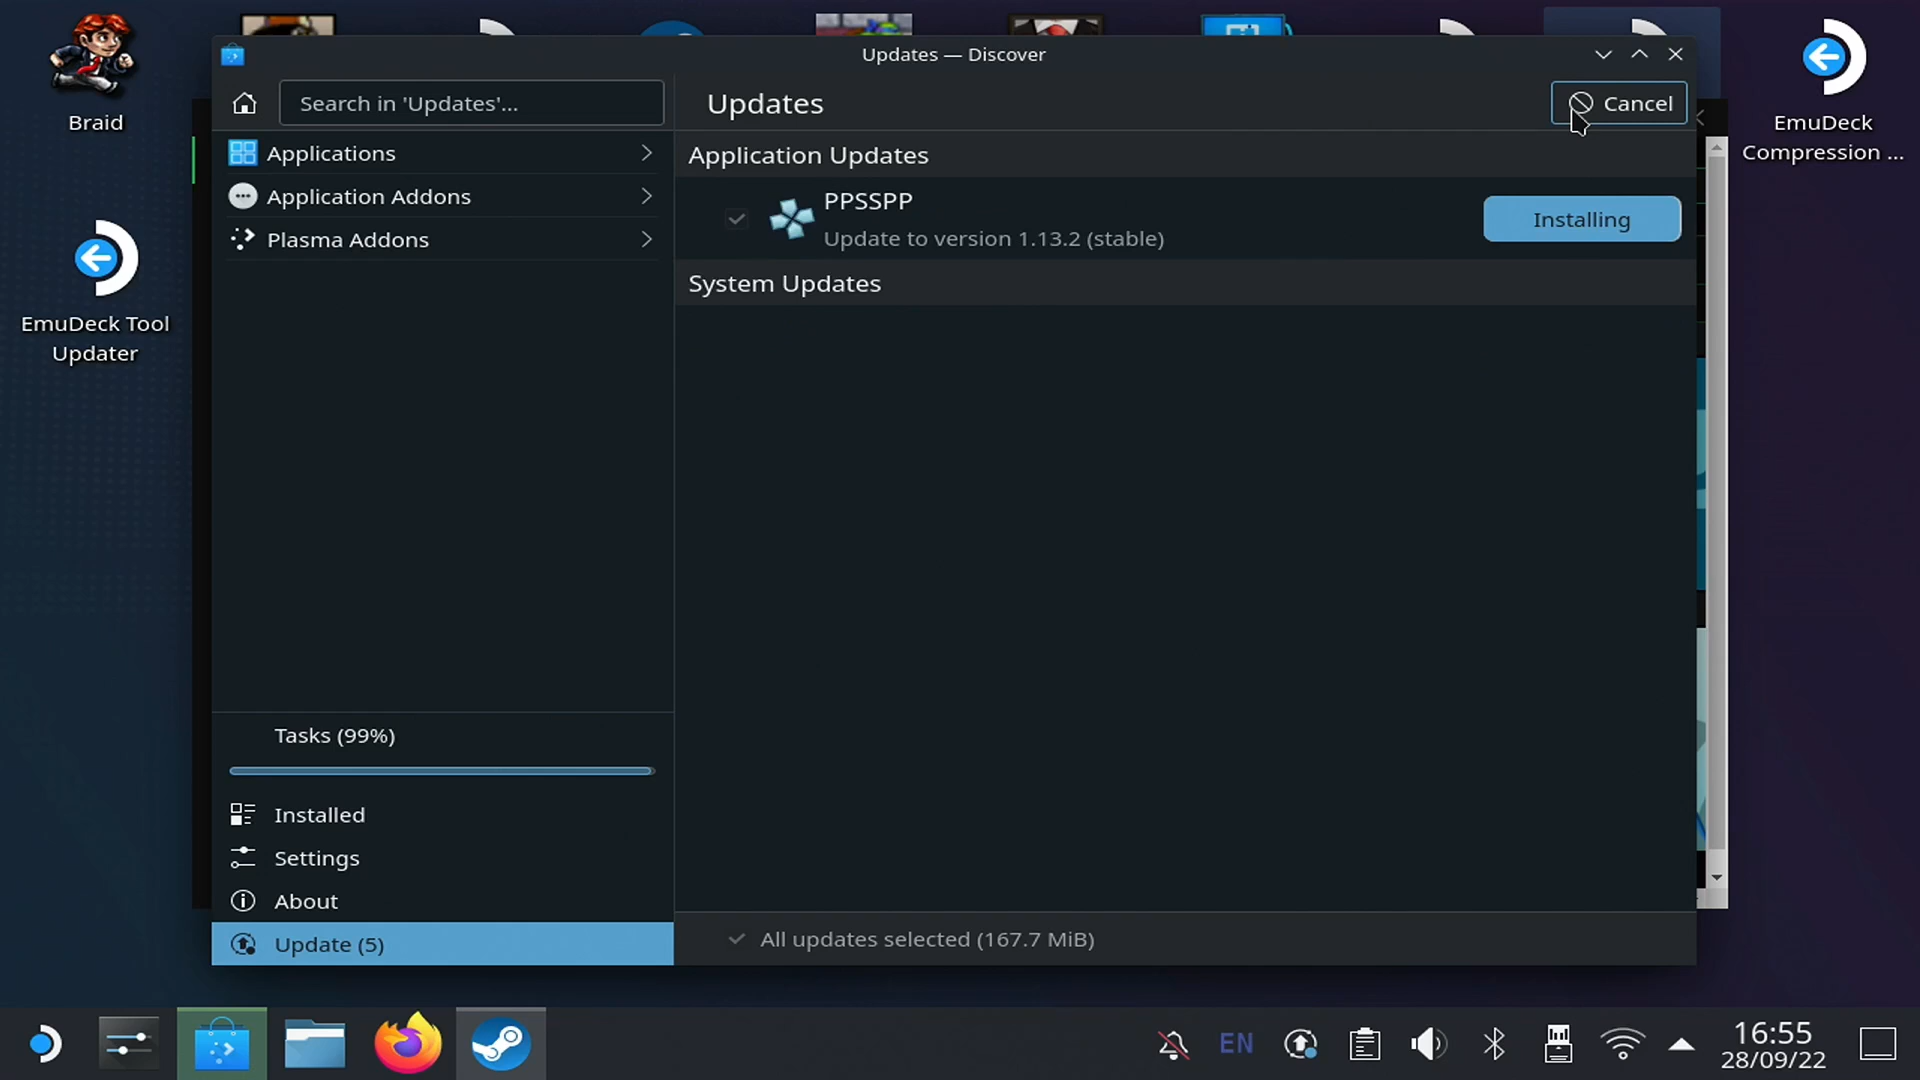 Updates — Discover
Search in 'Updates'...
Updates
Cancel
Applications
Application Addons
Plasma Addons
Application Updates
PPSSPP
Update to version 1.13.2 (stable)
Installing
System Updates
Tasks (99%)
Installed
Settings
About
Update (5)
All updates selected (167.7 MiB)
Braid
EmuDeck Tool
Updater
EmuDeck
Compression ...
EN
16:55
28/09/22